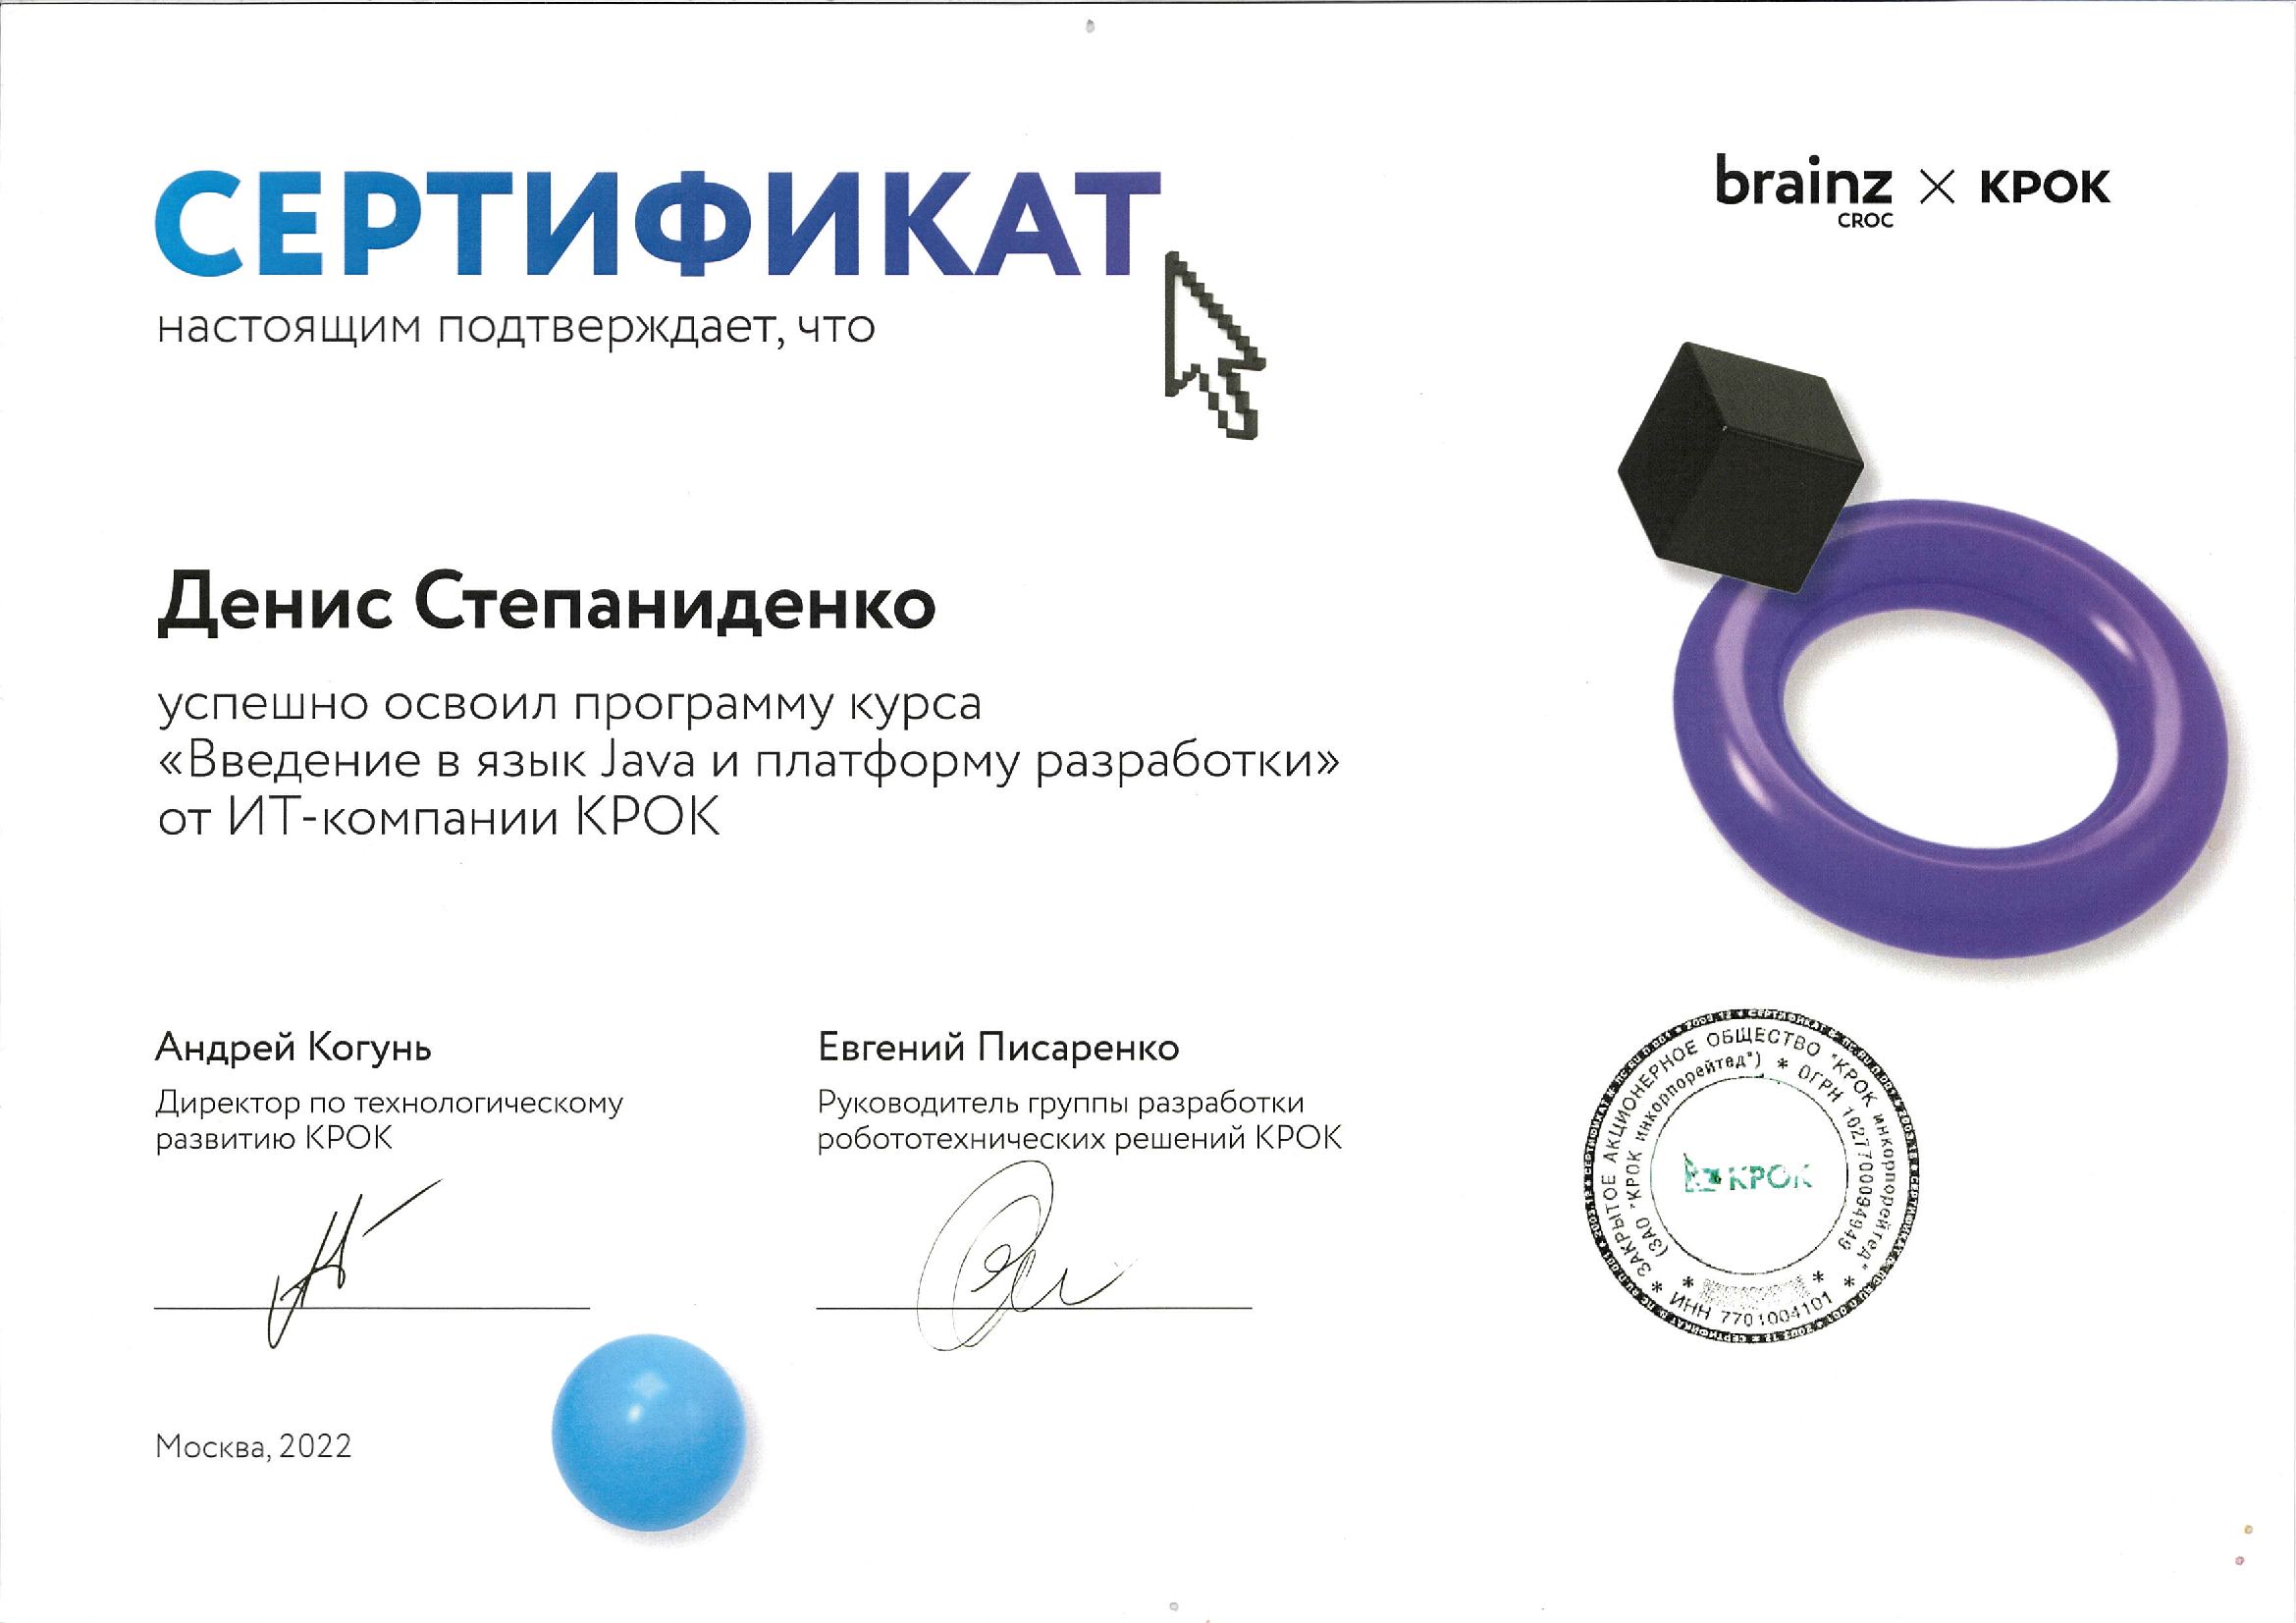 СЕРТИФИКАТ
brainz × КРОК
CROC
настоящим подтверждает, что
Денис Степаниденко
успешно освоил программу курса
«Введение в язык Java и платформу разработки»
от ИТ-компании КРОК
Андрей Когунь
Директор по технологическому
развитию КРОК
Евгений Писаренко
Руководитель группы разработки
робототехнических решений КРОК
* ЗАКРЫТОЕ АКЦИОНЕРНОЕ ОБЩЕСТВО "КРОК инкорпорейтед" *
(ЗАО "КРОК инкорпорейтед") * ОГРН 1027700094949
* ИНН 7701004101 *
КРОК
Москва, 2022